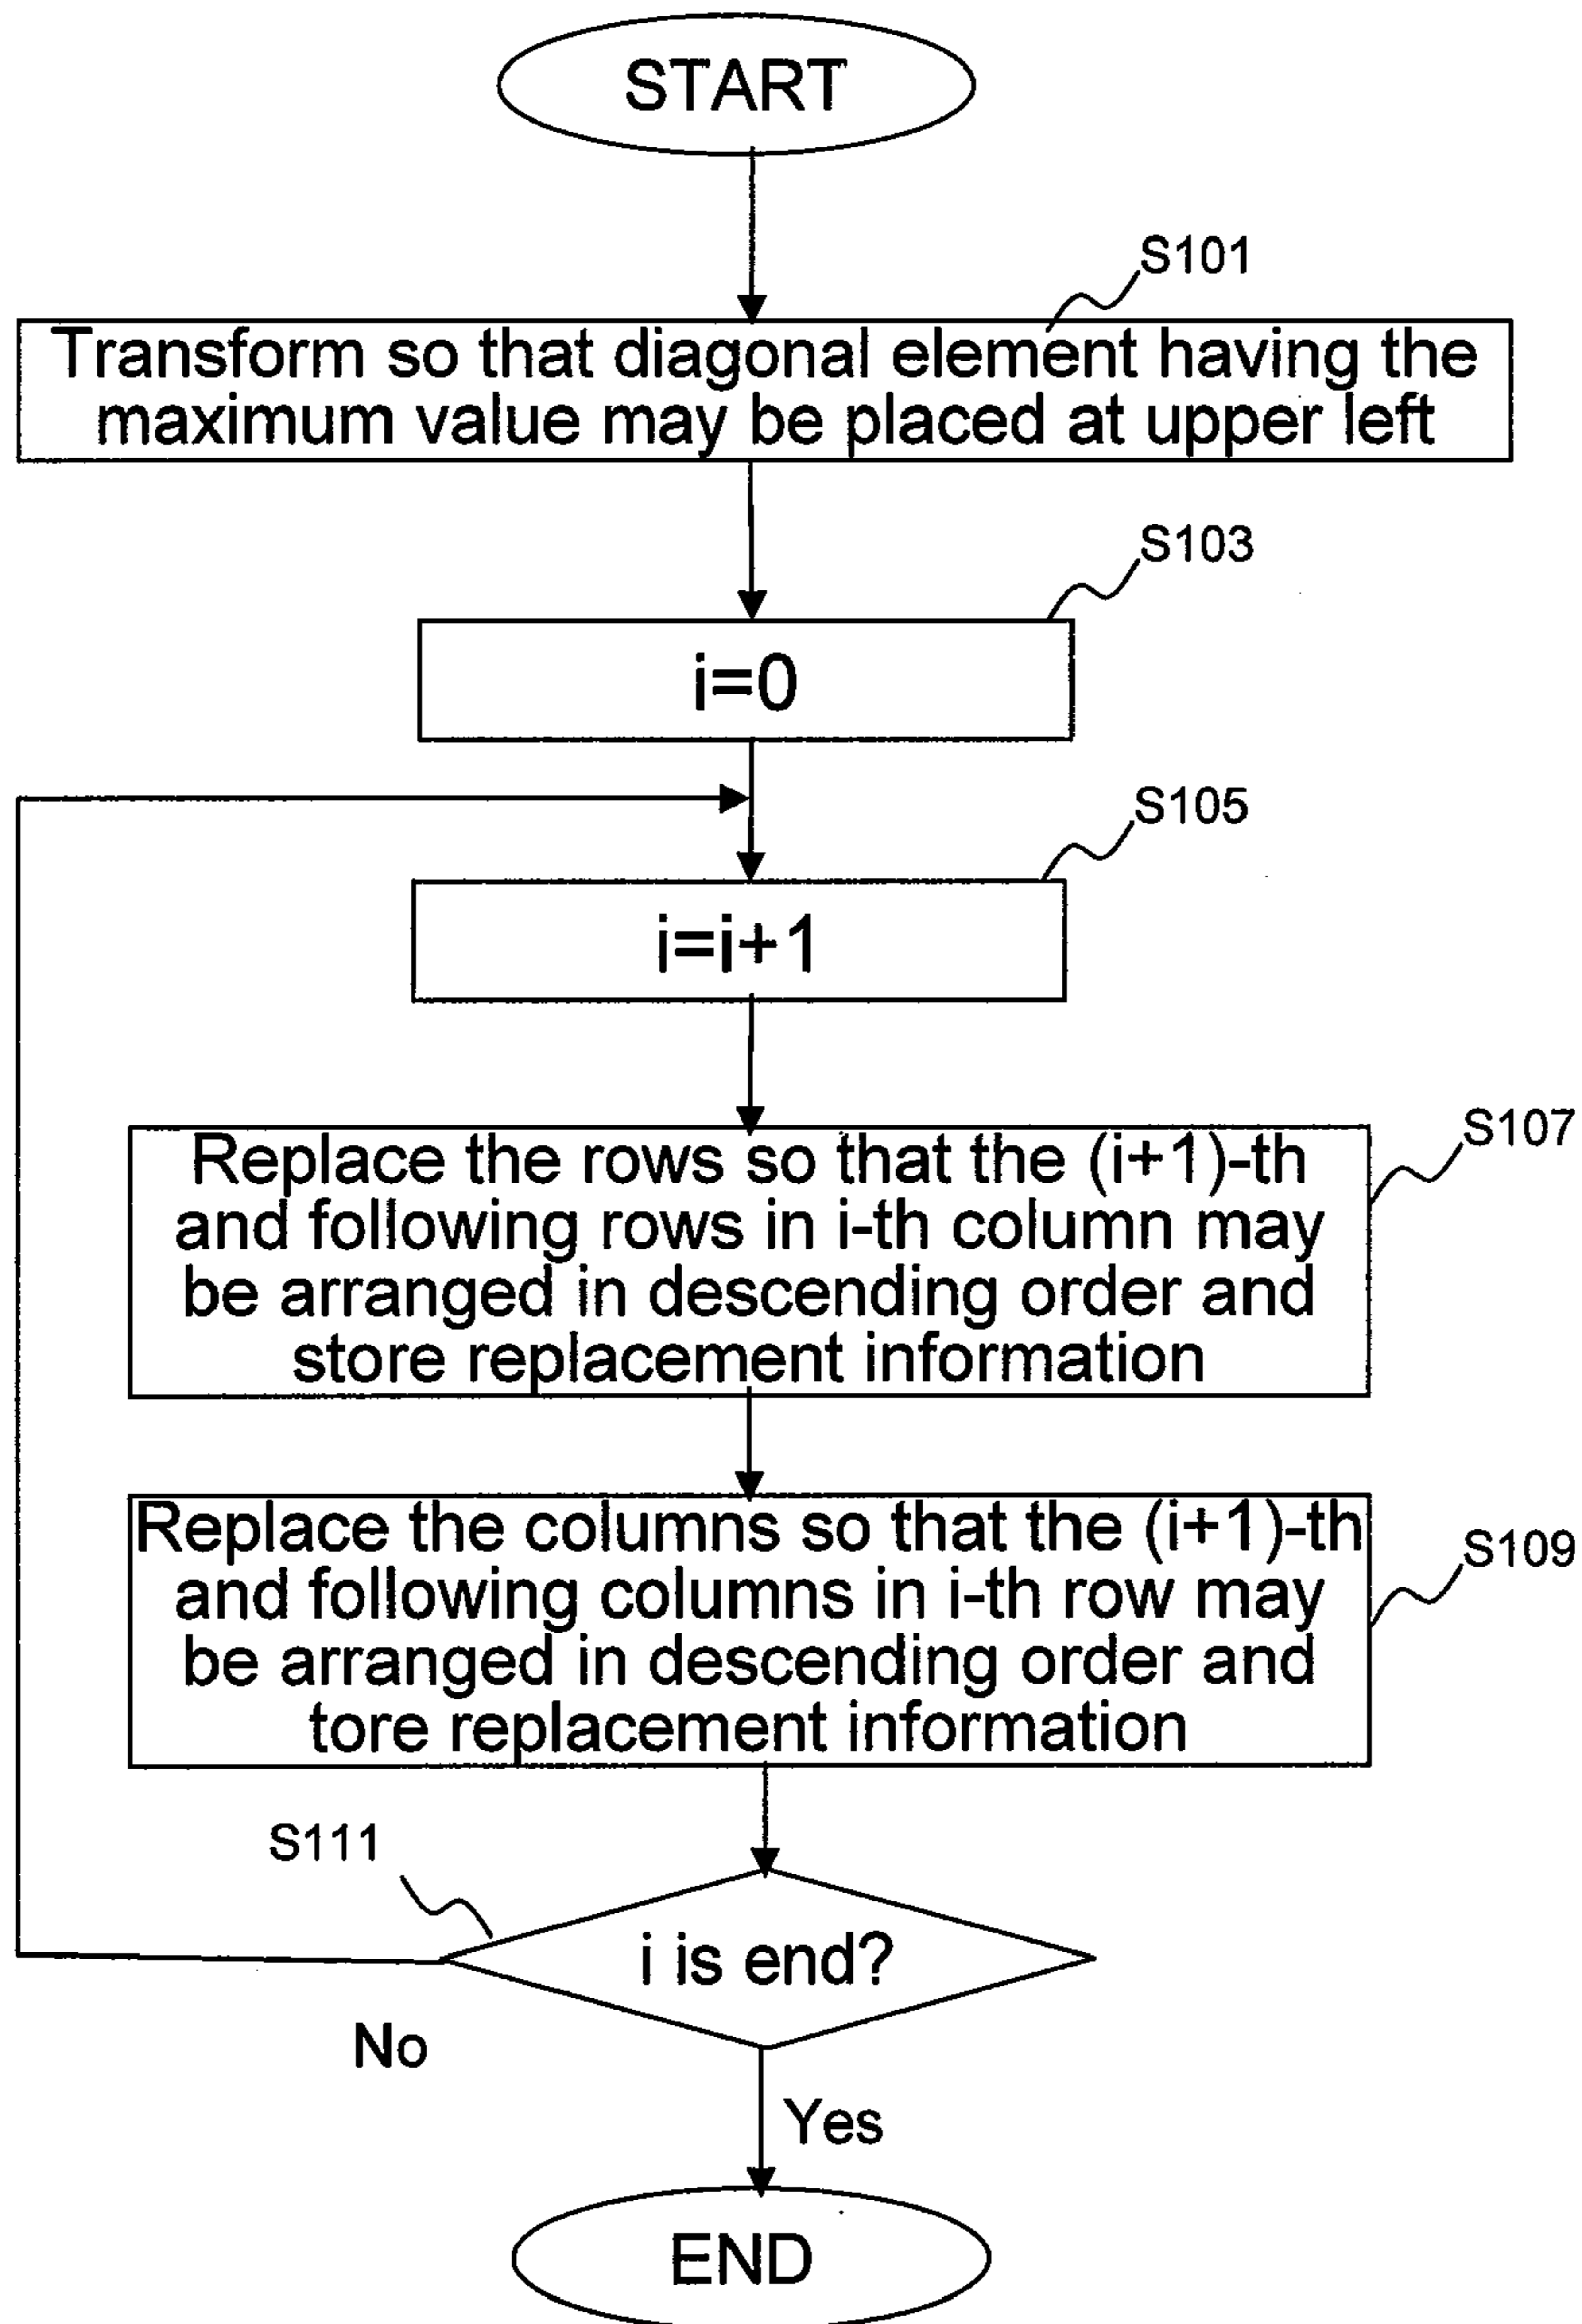 START
S101
Transform so that diagonal element having the
maximum value may be placed at upper left
S103
i=0
S105
i=i+1
S107
Replace the rows so that the (i+1)-th
and following rows in i-th column may
be arranged in descending order and
store replacement information
S109
Replace the columns so that the (i+1)-th
and following columns in i-th row may
be arranged in descending order and
tore replacement information
S111
i is end?
No
Yes
END